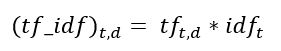 (tf_idf)t,d = tft,d * idft